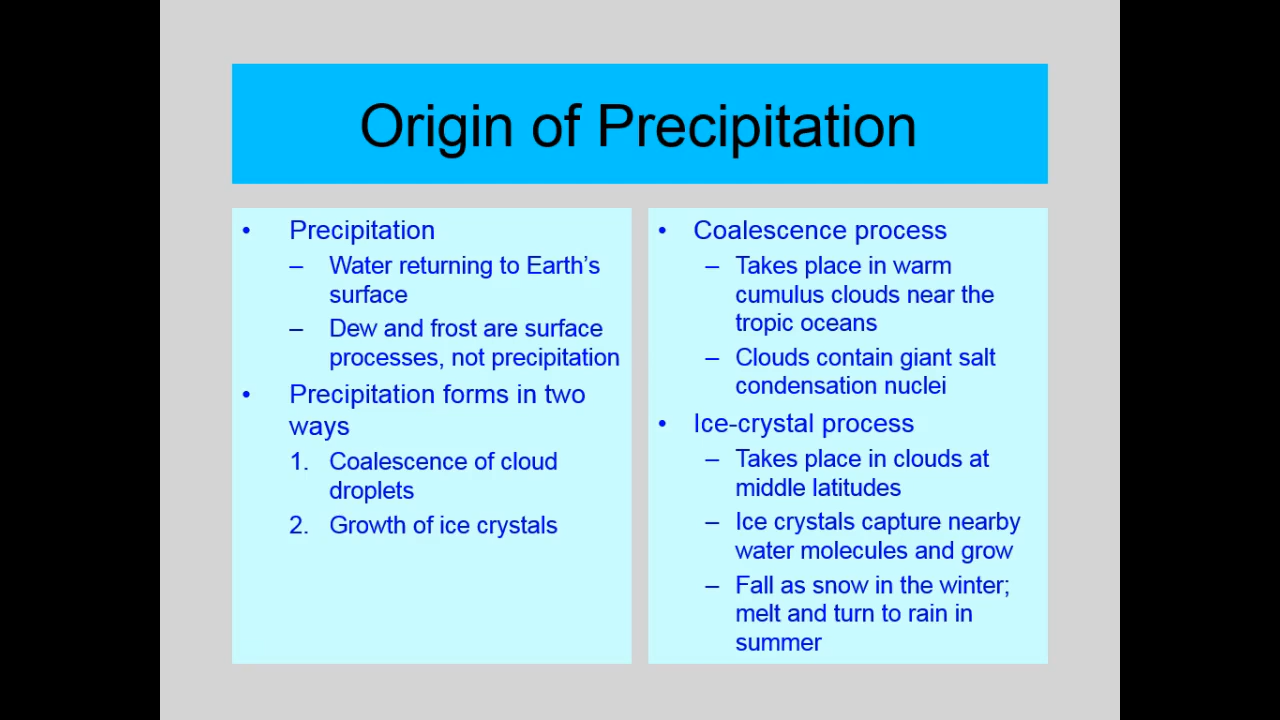 Origin of Precipitation
• Precipitation
– Water returning to Earth’s
surface
– Dew and frost are surface
processes, not precipitation
• Precipitation forms in two
ways
1. Coalescence of cloud
droplets
2. Growth of ice crystals
• Coalescence process
– Takes place in warm
cumulus clouds near the
tropic oceans
– Clouds contain giant salt
condensation nuclei
• Ice-crystal process
– Takes place in clouds at
middle latitudes
– Ice crystals capture nearby
water molecules and grow
– Fall as snow in the winter;
melt and turn to rain in
summer